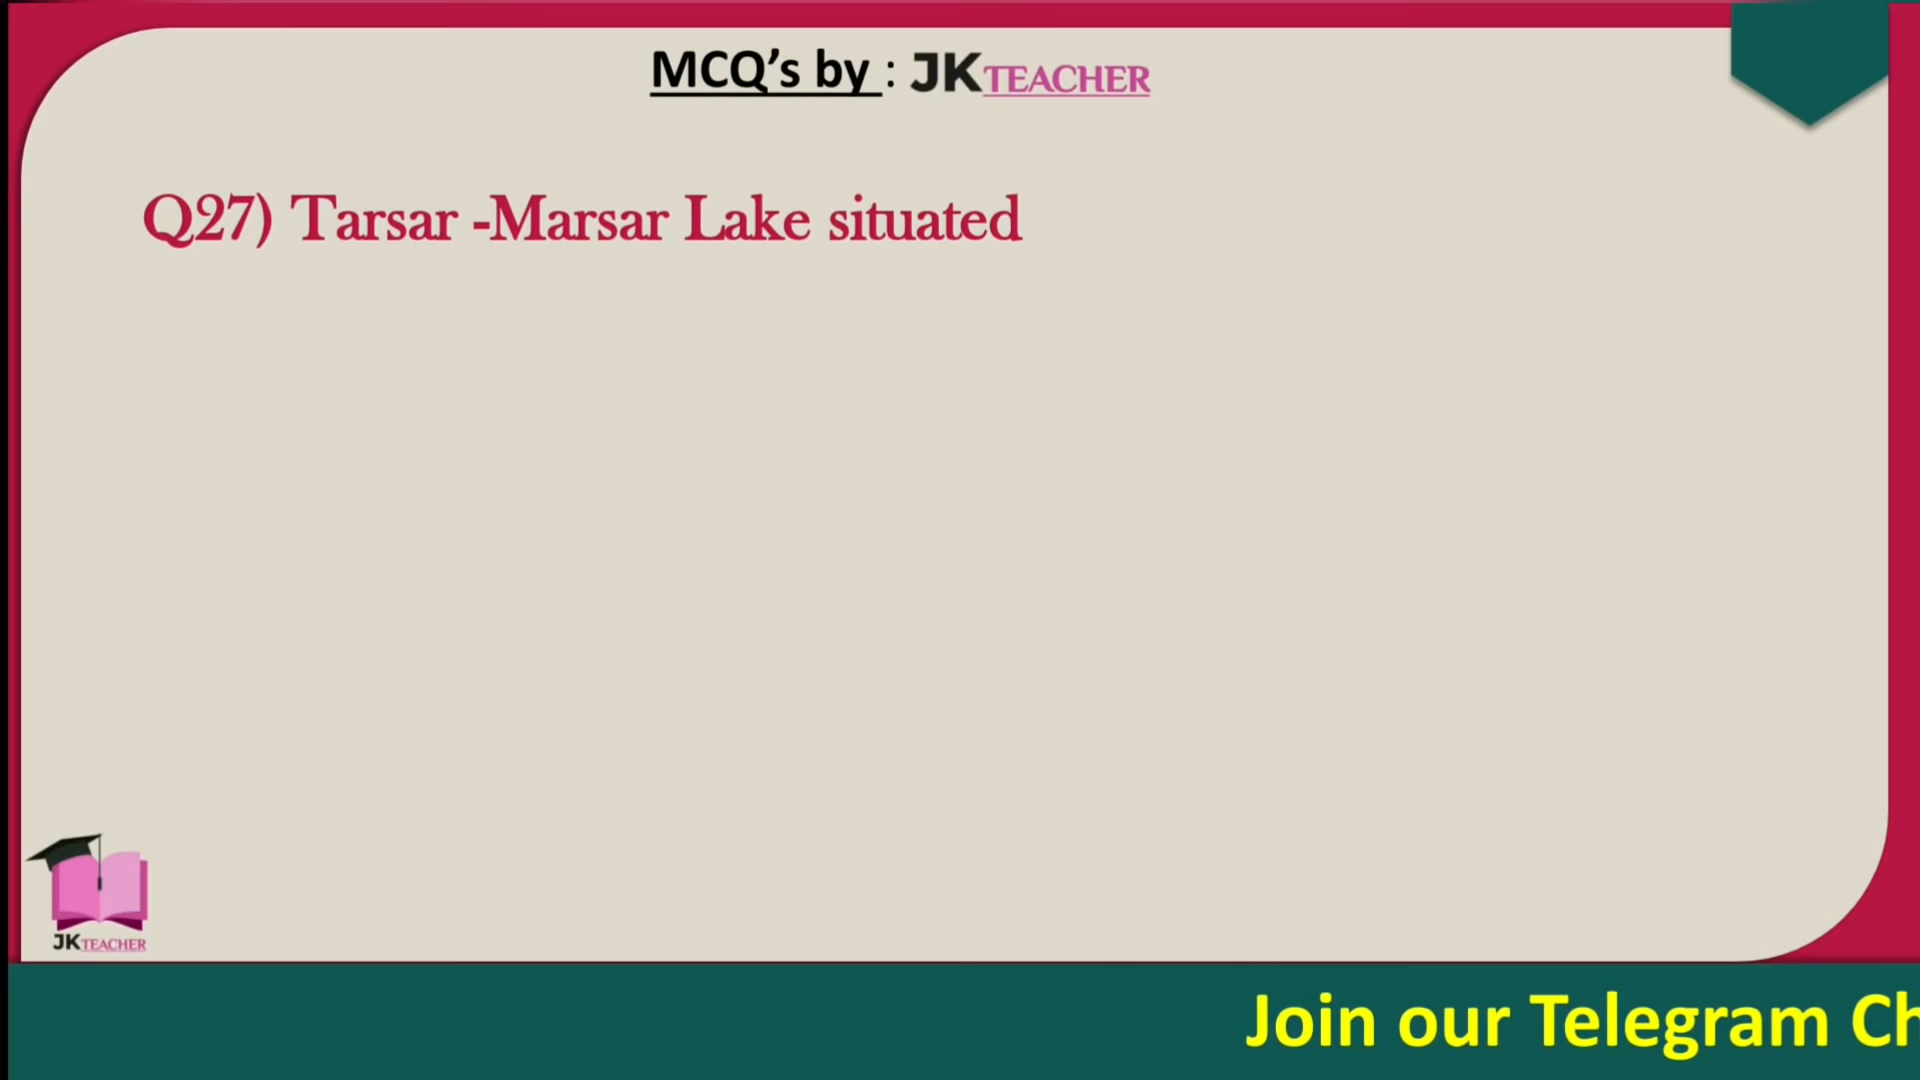 MCQ’s by : JKTEACHER
Q27) Tarsar -Marsar Lake situated
JKTEACHER
Join our Telegram Ch